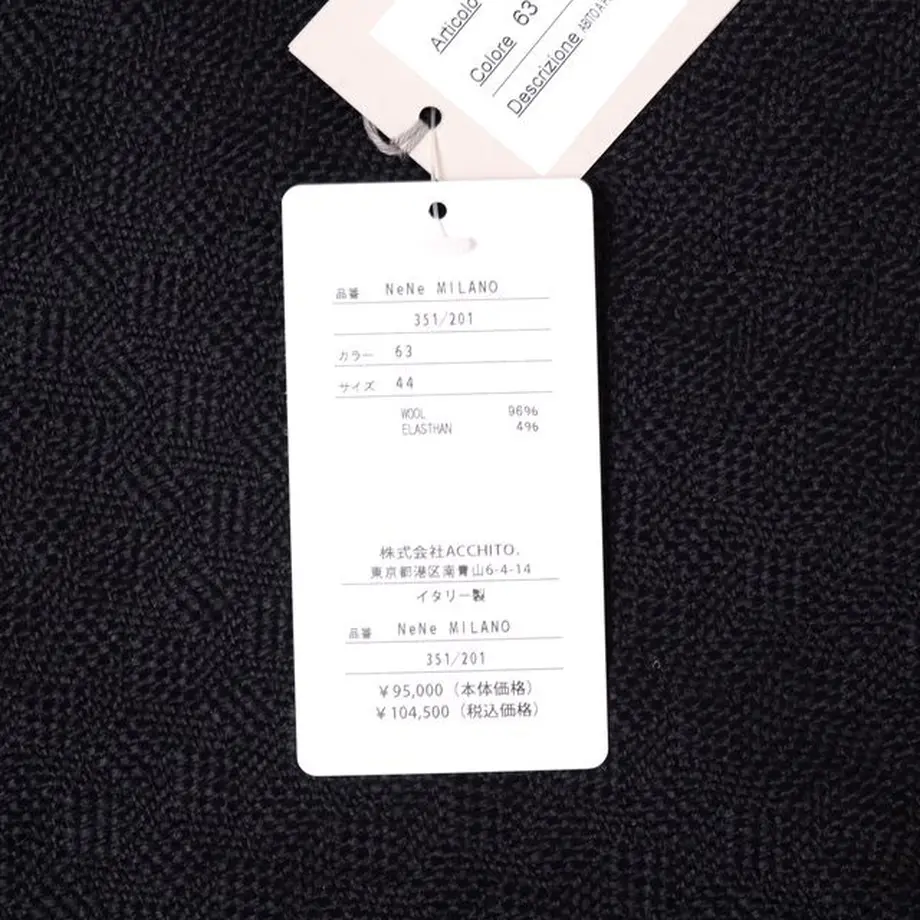 Articolo
Colore 63
Descrizione
品番 NeNe MILANO
351/201
カラー 63
サイズ 44
WOOL 96%
ELASTHAN 4%
株式会社ACCHITO.
東京都港区南青山6-4-14
イタリー製
品番 NeNe MILANO
351/201
¥95,000（本体価格）
¥104,500（税込価格）